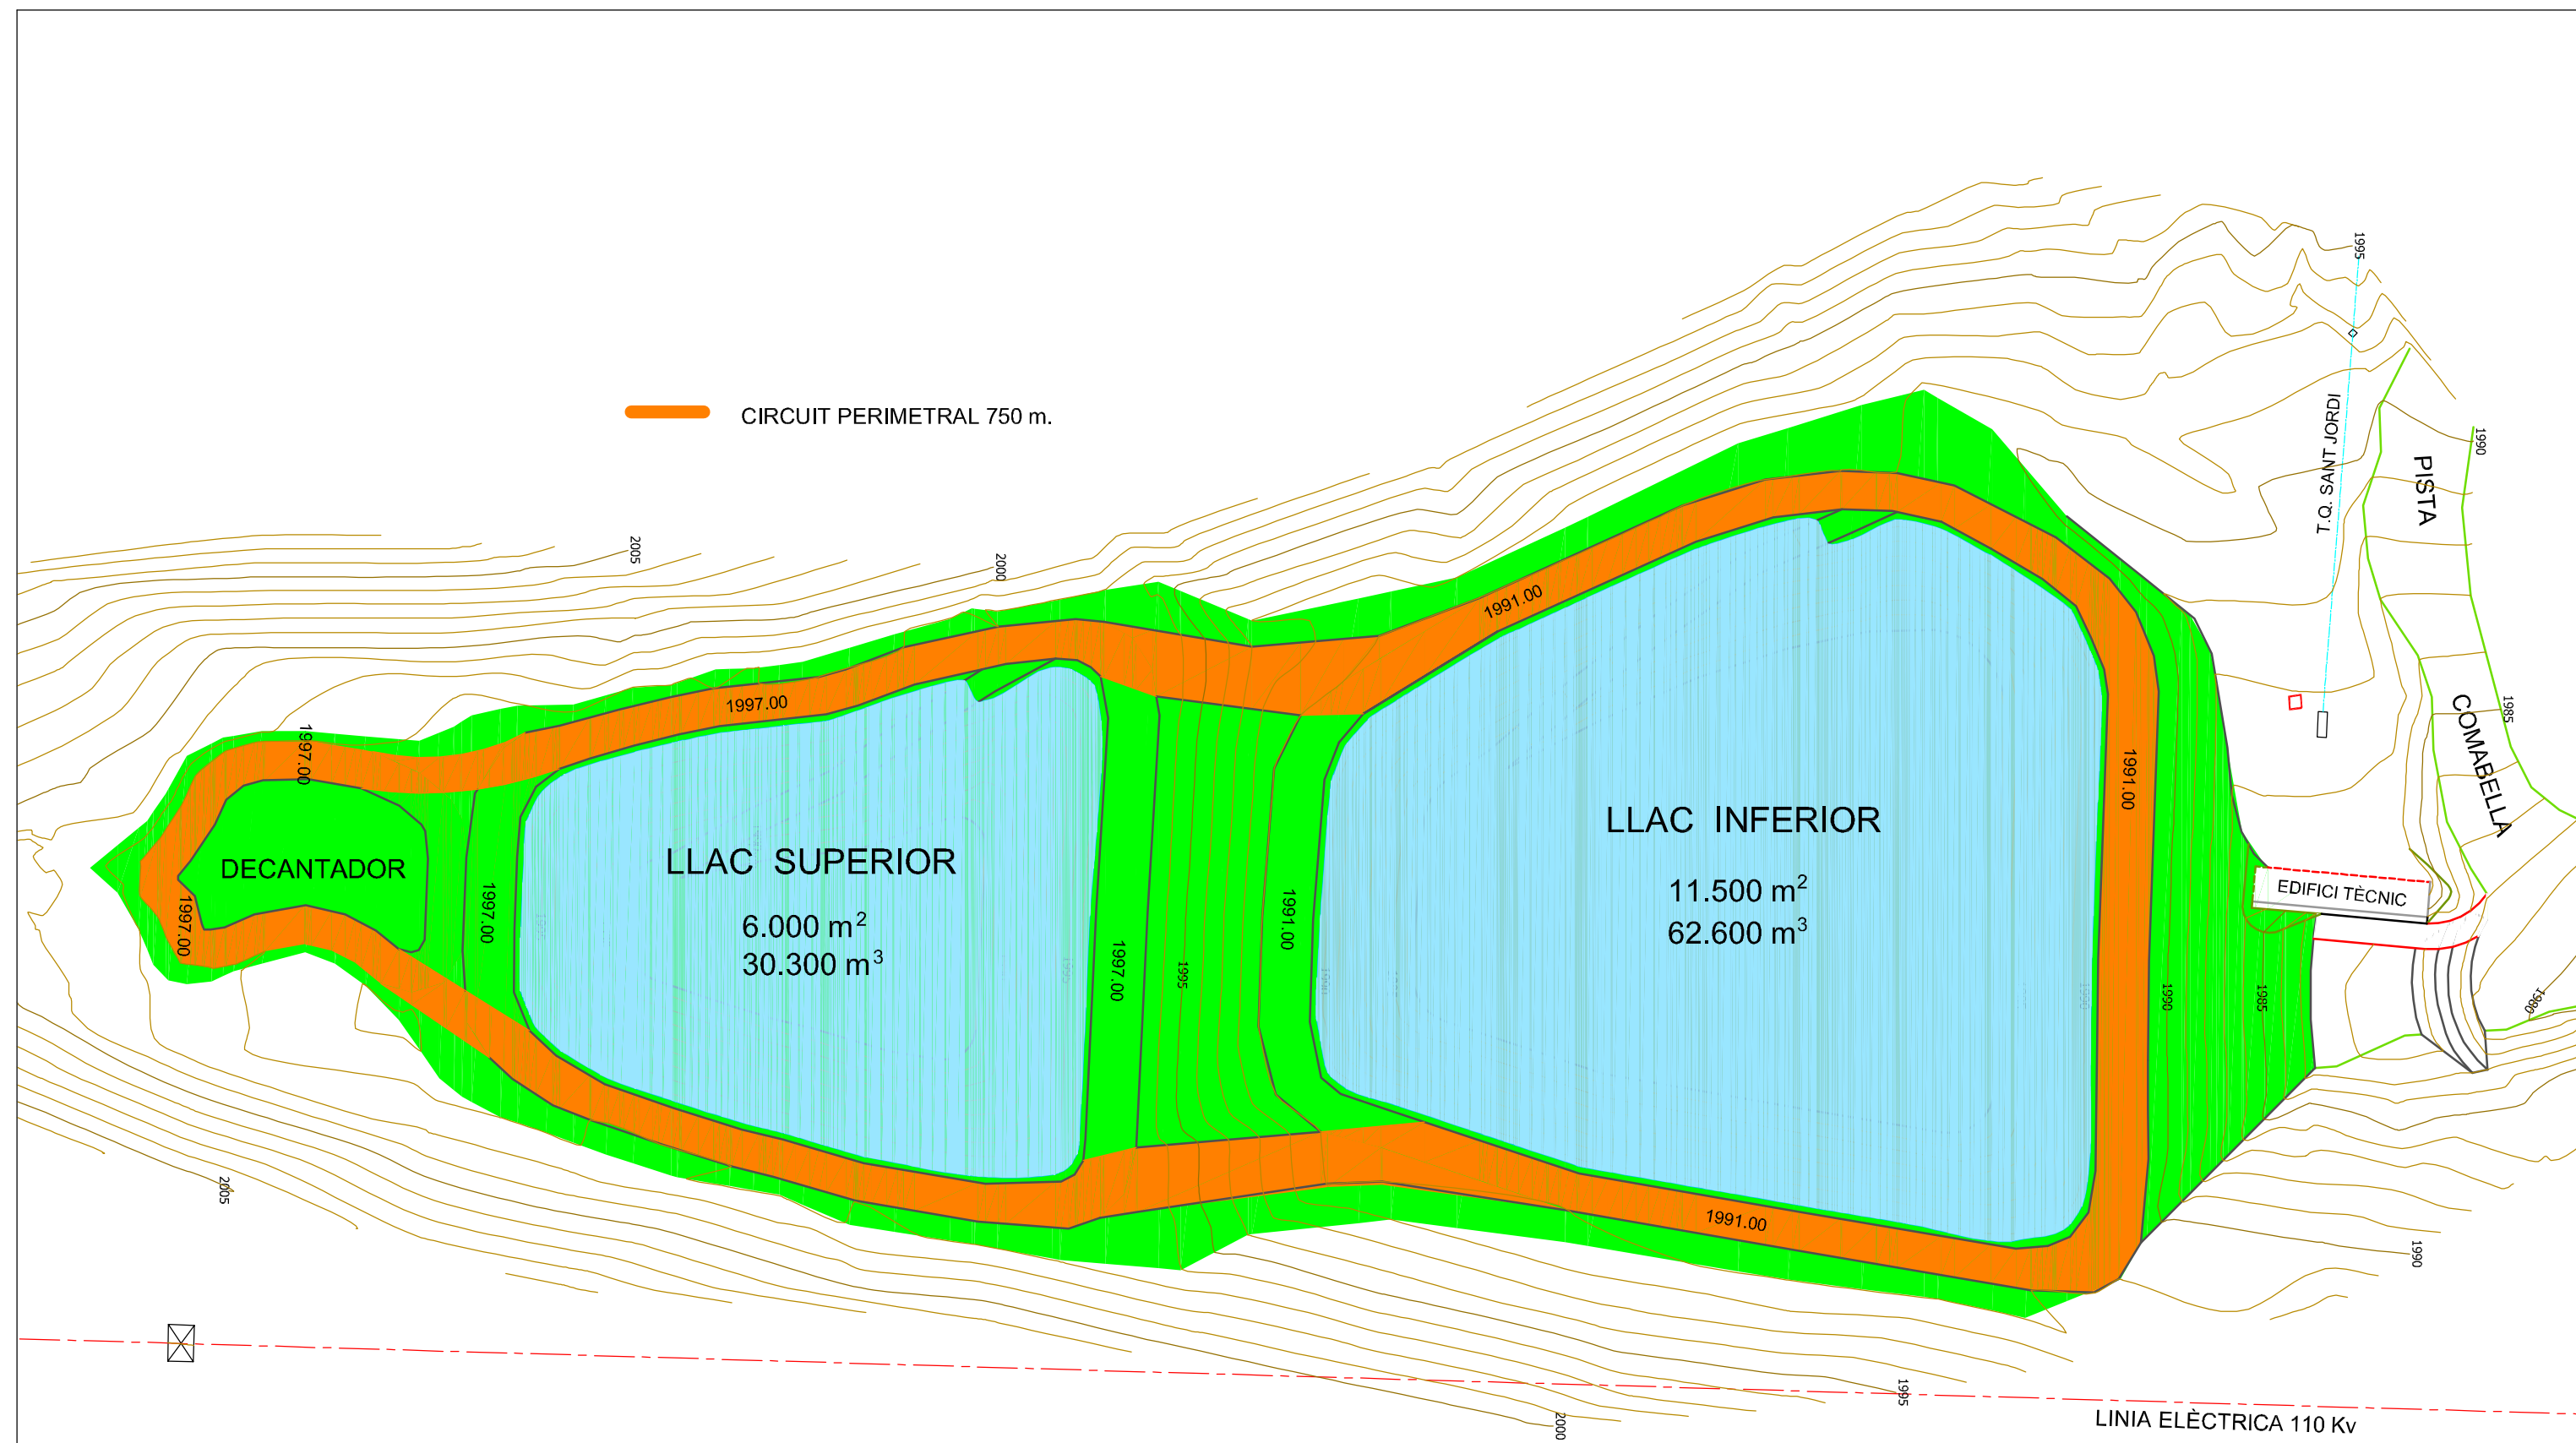 CIRCUIT PERIMETRAL 750 m.
1995
1990
T.Q. SANT JORDI
PISTA
2005
2000
1991.00
1997.00
1997.00
1985
COMABELLA
1991.00
LLAC SUPERIOR
6.000 m²
30.300 m³
LLAC INFERIOR
11.500 m²
62.600 m³
DECANTADOR
EDIFICI TÈCNIC
1997.00
1997.00
1997.00
1995
1991.00
1990
1990
1985
1980
1991.00
2005
1990
1995
2000
LINIA ELÈCTRICA 110 Kv